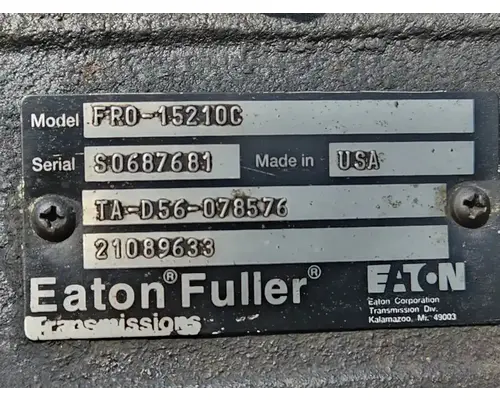 Model FRO-15210C
Serial S0687681 Made in USA
TA-D56-078576
21089633
Eaton® Fuller®
Transmissions
EATON
Eaton Corporation
Transmission Div.
Kalamazoo, Mi. 49003